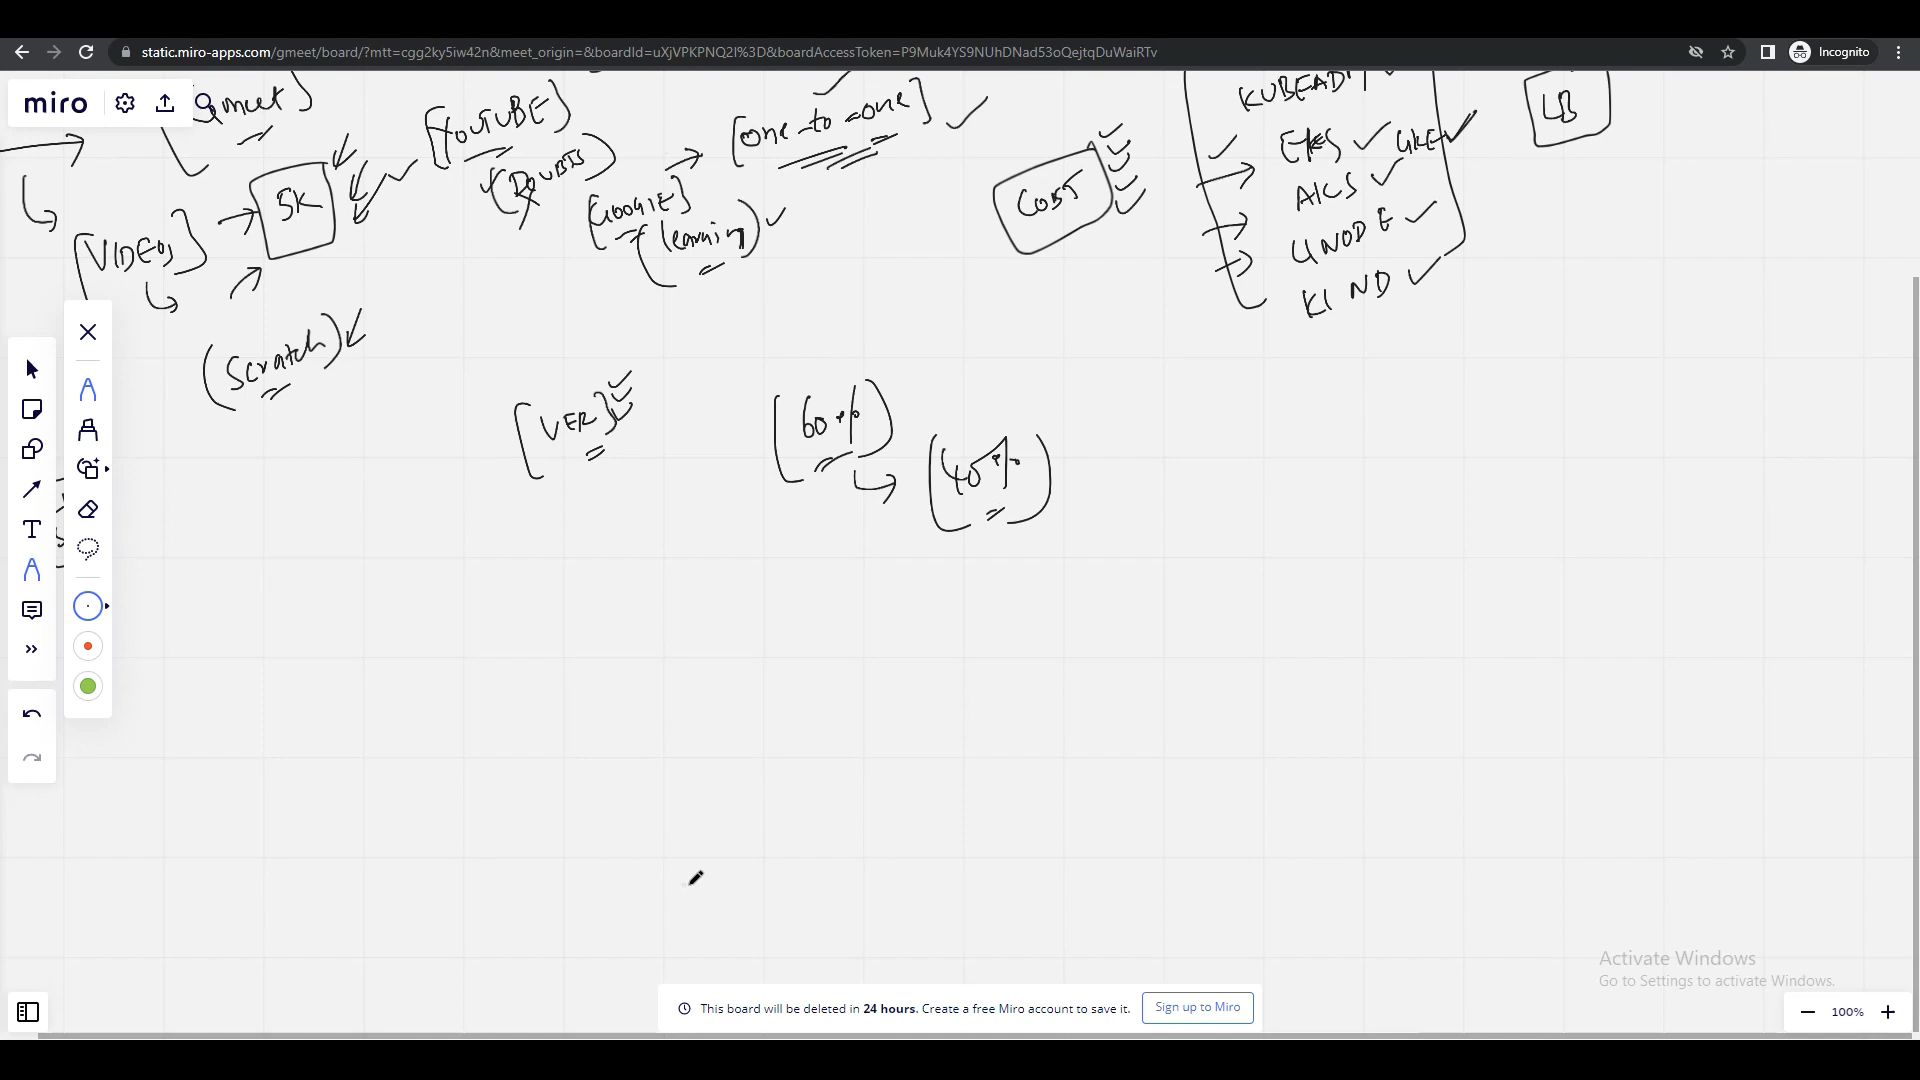 static.miro-apps.com/gmeet/board/?mtt=cgg2ky5iw42n&meet_origin=&boardId=uXjVPKPNQ2I%3D&boardAccessToken=P9Muk4YS9NUhDNad53oQejtqDuWaiRTv
Incognito
miro
meet
[YOUTUBE]
(DOUBTS)
[one-to-one]
[GOOGLE]
(learning)
5K
[VIDEOS]
(Scratch)
COST
KUBEADM
EKS GKE
AKS
LINODE
KIND
LB
[VER]
[60%)
(40%)
T
This board will be deleted in 24 hours. Create a free Miro account to save it.
Sign up to Miro
Activate Windows
Go to Settings to activate Windows.
100%